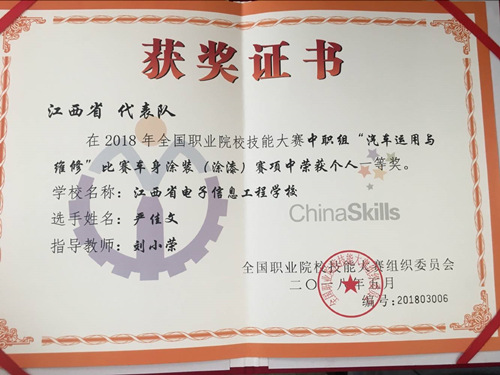 获奖证书
江西省 代表队
在2018年全国职业院校技能大赛中职组“汽车运用与
维修”比赛车身涂装（涂漆）赛项中荣获个人一等奖。
学校名称：江西省电子信息工程学校
选手姓名：严佳文
指导教师：刘小荣
ChinaSkills
全国职业院校技能大赛组织委员会
二〇一八年五月
编号:201803006